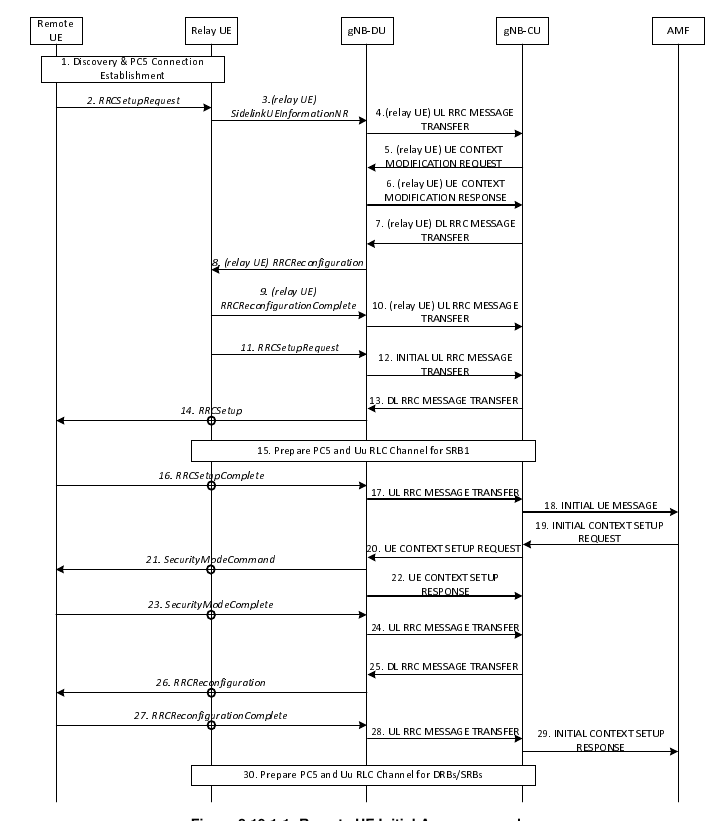 Remote
UE
Relay UE
gNB-DU
gNB-CU
AMF
1. Discovery & PC5 Connection
Establishment
2. RRCSetupRequest
3.(relay UE)
SidelinkUEInformationNR
4.(relay UE) UL RRC MESSAGE
TRANSFER
5. (relay UE) UE CONTEXT
MODIFICATION REQUEST
6. (relay UE) UE CONTEXT
MODIFICATION RESPONSE
7. (relay UE) DL RRC MESSAGE
TRANSFER
8. (relay UE) RRCReconfiguration
9. (relay UE)
RRCReconfigurationComplete
10. (relay UE) UL RRC MESSAGE
TRANSFER
11. RRCSetupRequest
12. INITIAL UL RRC MESSAGE
TRANSFER
13. DL RRC MESSAGE TRANSFER
14. RRCSetup
15. Prepare PC5 and Uu RLC Channel for SRB1
16. RRCSetupComplete
17. UL RRC MESSAGE TRANSFER
18. INITIAL UE MESSAGE
19. INITIAL CONTEXT SETUP
REQUEST
20. UE CONTEXT SETUP REQUEST
21. SecurityModeCommand
22. UE CONTEXT SETUP
RESPONSE
23. SecurityModeComplete
24. UL RRC MESSAGE TRANSFER
25. DL RRC MESSAGE TRANSFER
26. RRCReconfiguration
27. RRCReconfigurationComplete
28. UL RRC MESSAGE TRANSFER
29. INITIAL CONTEXT SETUP
RESPONSE
30. Prepare PC5 and Uu RLC Channel for DRBs/SRBs